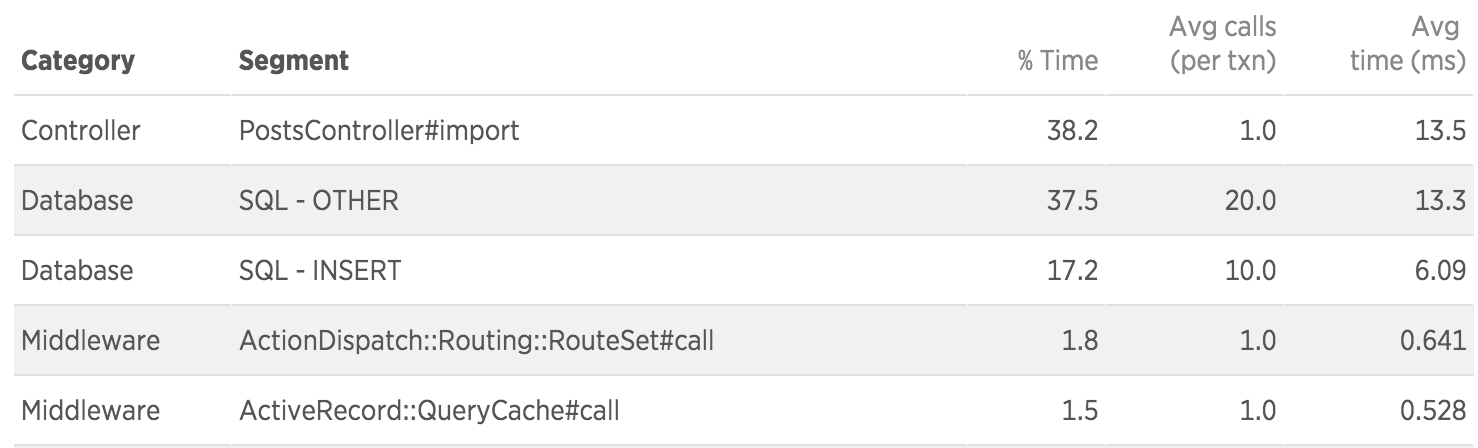 Category Segment % Time Avg calls (per txn) Avg time (ms)
Controller PostsController#import 38.2 1.0 13.5
Database SQL - OTHER 37.5 20.0 13.3
Database SQL - INSERT 17.2 10.0 6.09
Middleware ActionDispatch::Routing::RouteSet#call 1.8 1.0 0.641
Middleware ActiveRecord::QueryCache#call 1.5 1.0 0.528